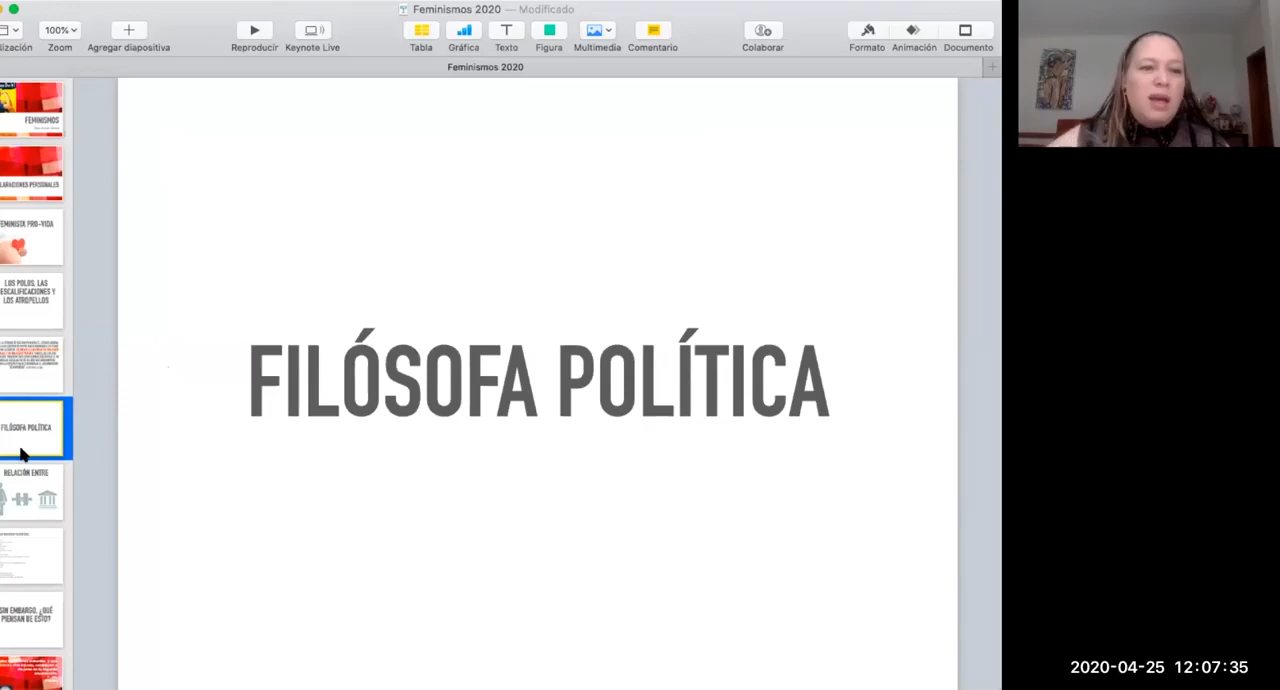 Feminismos 2020 — Modificado
100%
Zoom
Agregar diapositiva
Reproducir
Keynote Live
Tabla
Gráfica
Texto
Figura
Multimedia
Comentario
Colaborar
Formato
Animación
Documento
Feminismos 2020
FEMINISMOS
FEMINISTA PRO-VIDA
LOS POLOS, LAS
DESCALIFICACIONES Y
LOS ATROPELLOS
FILÓSOFA POLÍTICA
RELACIÓN ENTRE
SIN EMBARGO, ¿QUÉ
PIENSAN DE ESTO?
FILÓSOFA POLÍTICA
2020-04-25 12:07:35